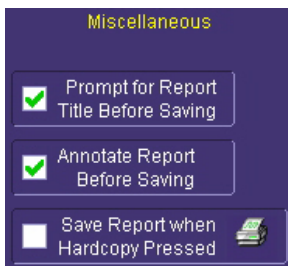 Miscellaneous
Prompt for Report
Title Before Saving
Annotate Report
Before Saving
Save Report when
Hardcopy Pressed